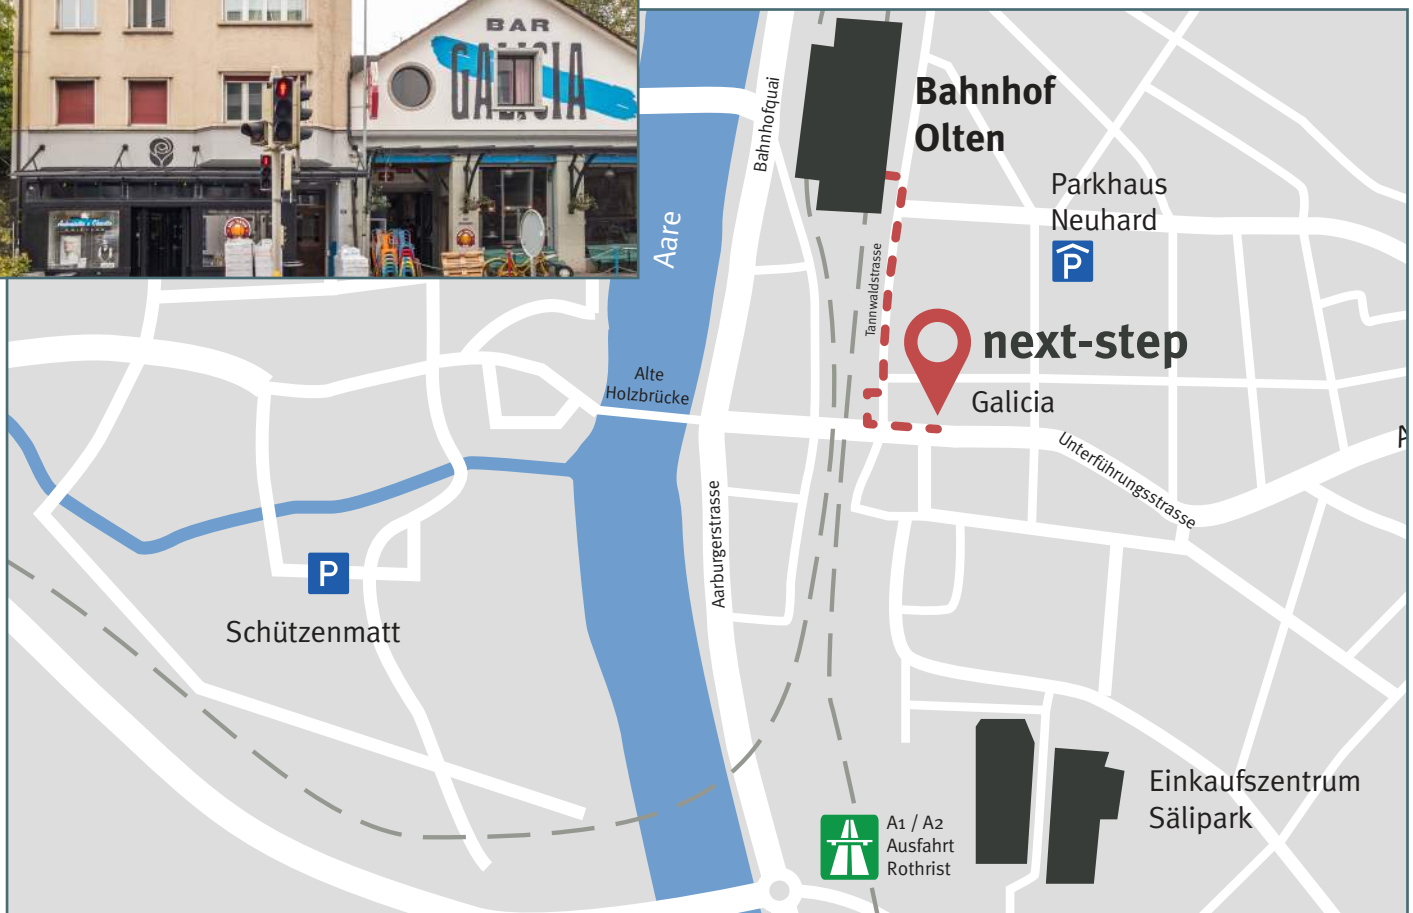 BAR
GALICIA
Bahnhofquai
Bahnhof
Olten
Parkhaus
Neuhard
P
Aare
Tannwaldstrasse
next-step
Galicia
Alte
Holzbrücke
Unterführungsstrasse
Aarburgerstrasse
P
Schützenmatt
Einkaufszentrum
Sälipark
A1 / A2
Ausfahrt
Rothrist